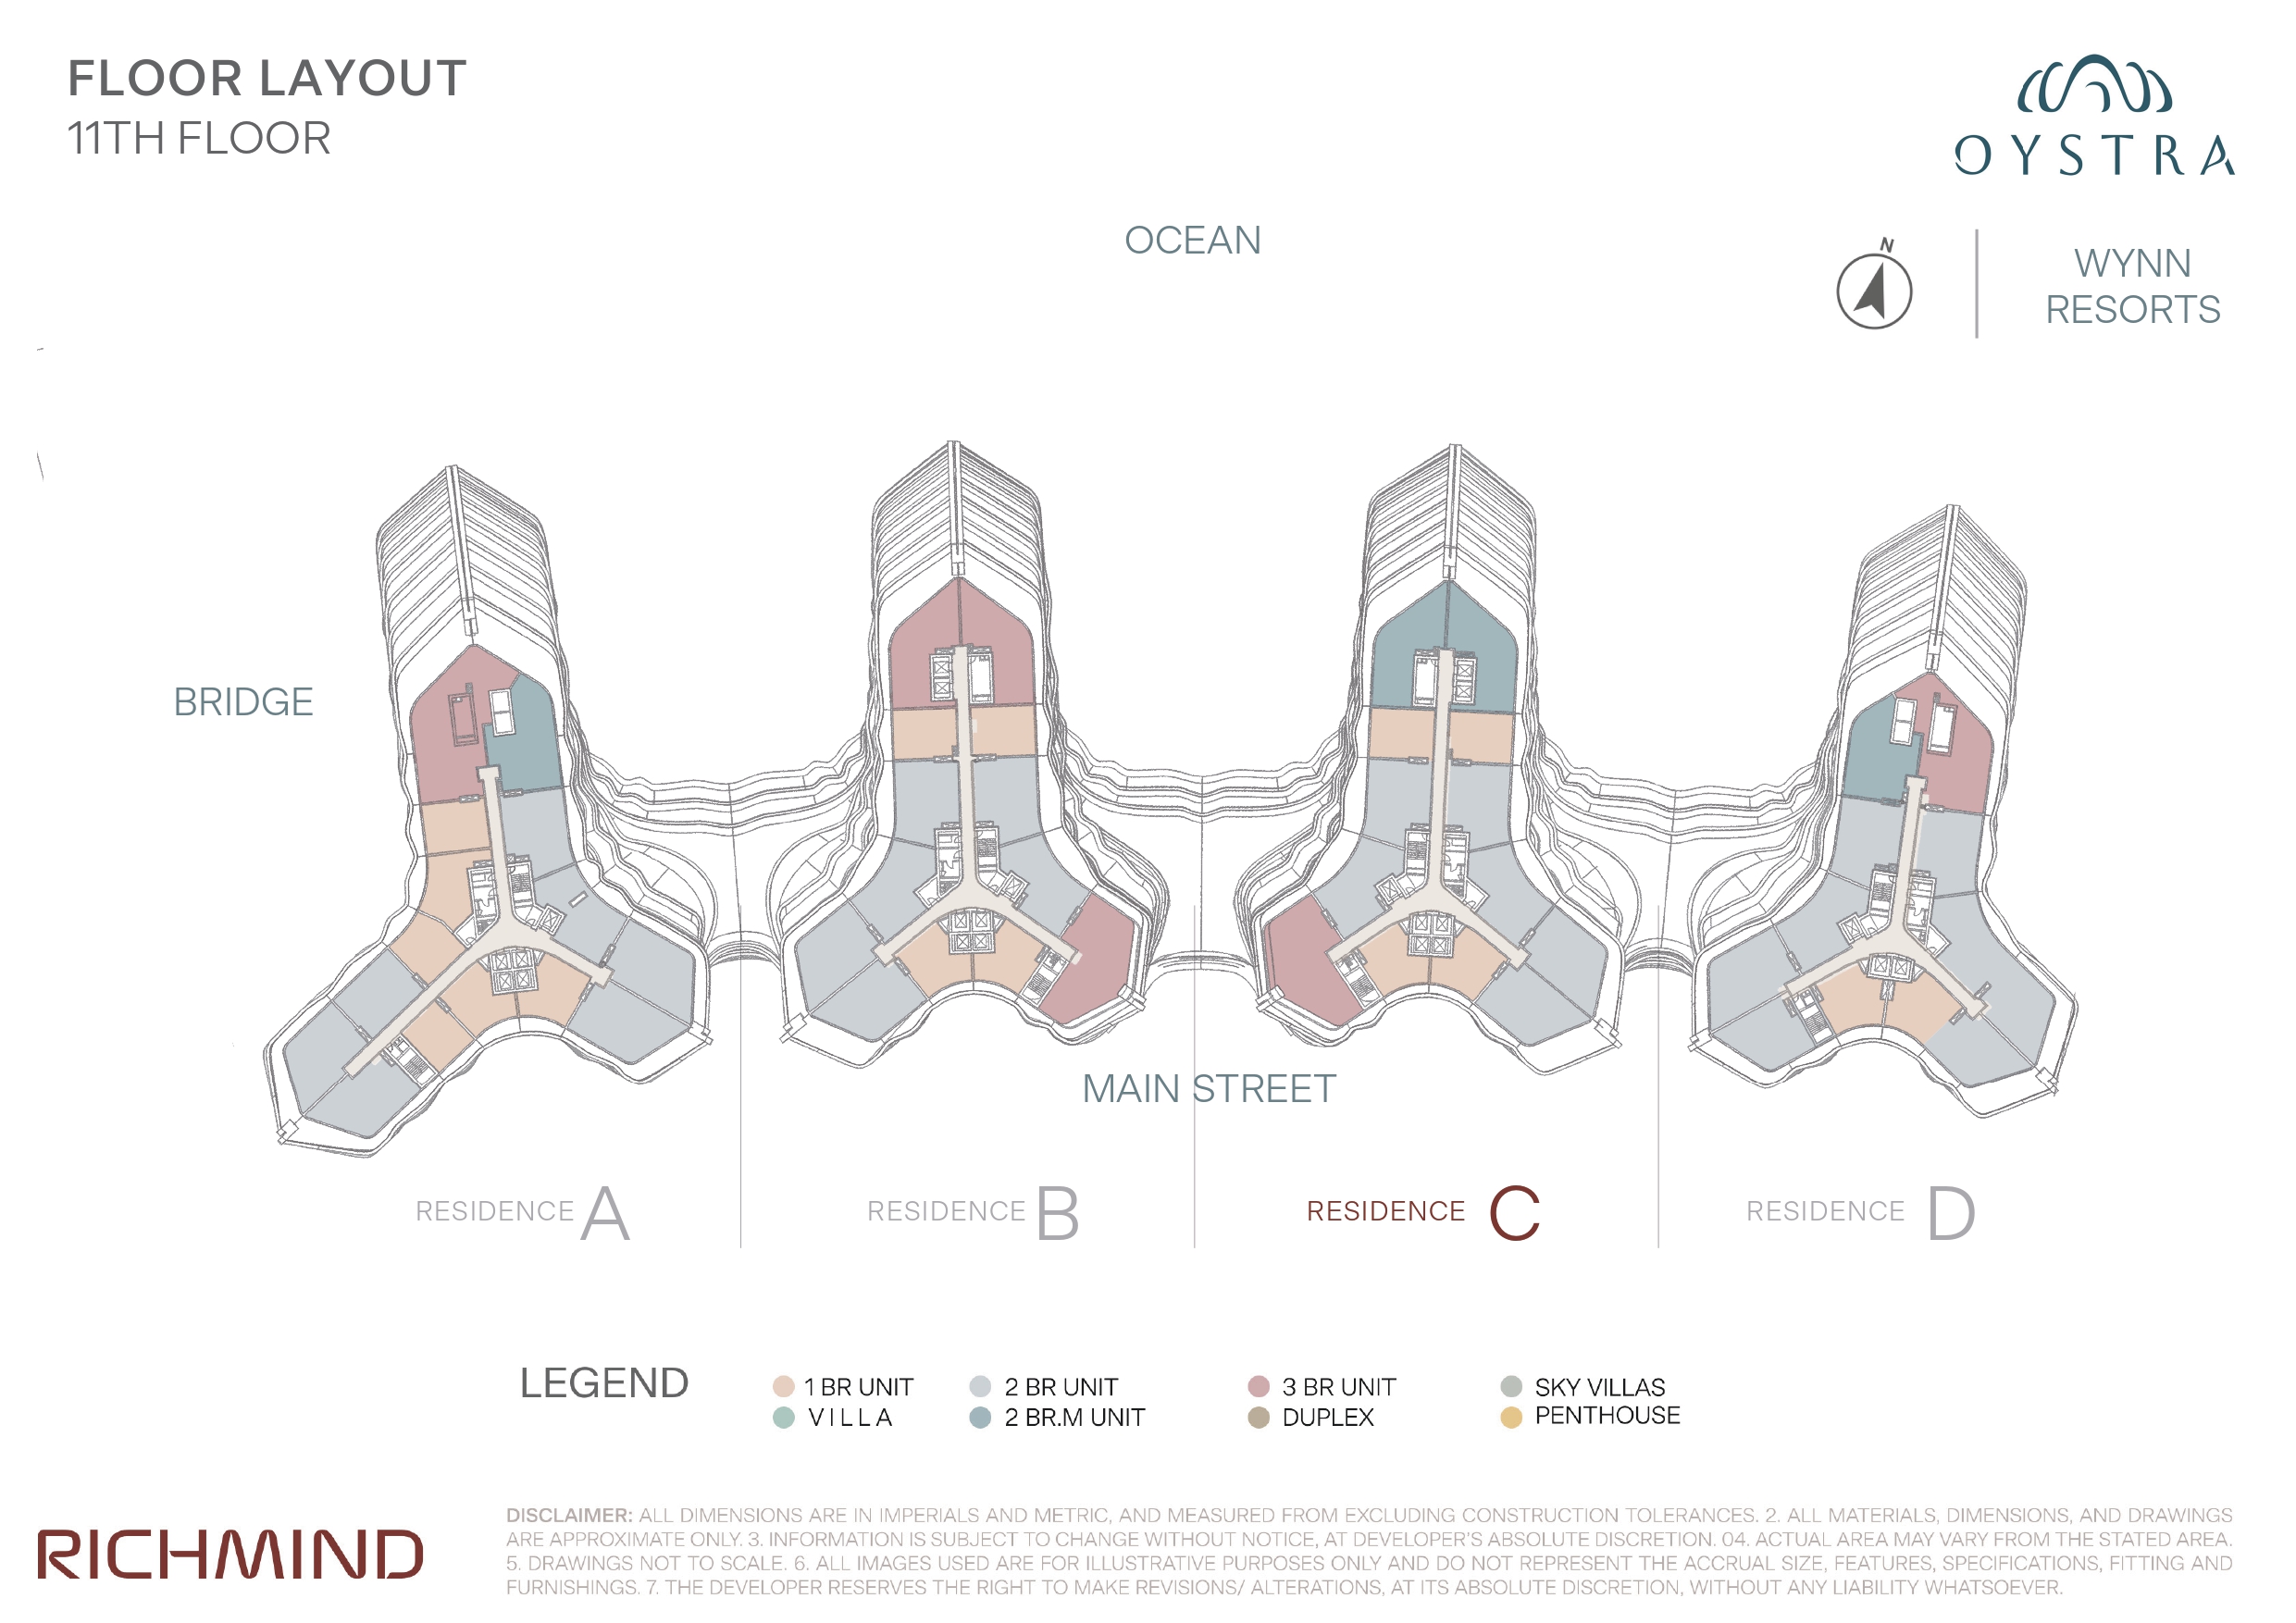 FLOOR LAYOUT
11TH FLOOR
OYSTRA
OCEAN
N
WYNN
RESORTS
BRIDGE
MAIN STREET
RESIDENCE A
RESIDENCE B
RESIDENCE C
RESIDENCE D
LEGEND
1 BR UNIT
2 BR UNIT
3 BR UNIT
SKY VILLAS
VILLA
2 BR.M UNIT
DUPLEX
PENTHOUSE
RICHMIND
DISCLAIMER: ALL DIMENSIONS ARE IN IMPERIALS AND METRIC, AND MEASURED FROM EXCLUDING CONSTRUCTION TOLERANCES. 2. ALL MATERIALS, DIMENSIONS, AND DRAWINGS
ARE APPROXIMATE ONLY. 3. INFORMATION IS SUBJECT TO CHANGE WITHOUT NOTICE, AT DEVELOPER'S ABSOLUTE DISCRETION. 04. ACTUAL AREA MAY VARY FROM THE STATED AREA.
5. DRAWINGS NOT TO SCALE. 6. ALL IMAGES USED ARE FOR ILLUSTRATIVE PURPOSES ONLY AND DO NOT REPRESENT THE ACCRUAL SIZE, FEATURES, SPECIFICATIONS, FITTING AND
FURNISHINGS. 7. THE DEVELOPER RESERVES THE RIGHT TO MAKE REVISIONS/ ALTERATIONS, AT ITS ABSOLUTE DISCRETION, WITHOUT ANY LIABILITY WHATSOEVER.